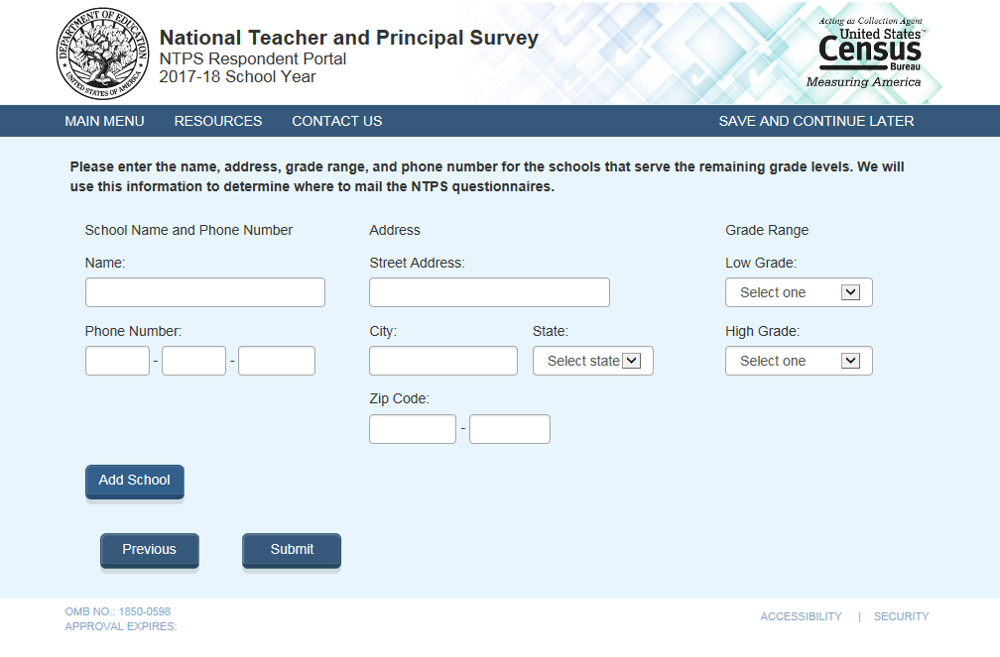 DEPARTMENT OF EDUCATION
UNITED STATES OF AMERICA
National Teacher and Principal Survey
NTPS Respondent Portal
2017-18 School Year
Acting as Collection Agent
United States™
Census
Bureau
Measuring America
MAIN MENU RESOURCES CONTACT US SAVE AND CONTINUE LATER
Please enter the name, address, grade range, and phone number for the schools that serve the remaining grade levels. We will
use this information to determine where to mail the NTPS questionnaires.
School Name and Phone Number Address Grade Range
Name: Street Address: Low Grade:
Select one
Phone Number: City: State: High Grade:
- - Select state Select one
Zip Code:
-
Add School
Previous Submit
OMB NO.: 1850-0598
APPROVAL EXPIRES:
ACCESSIBILITY | SECURITY